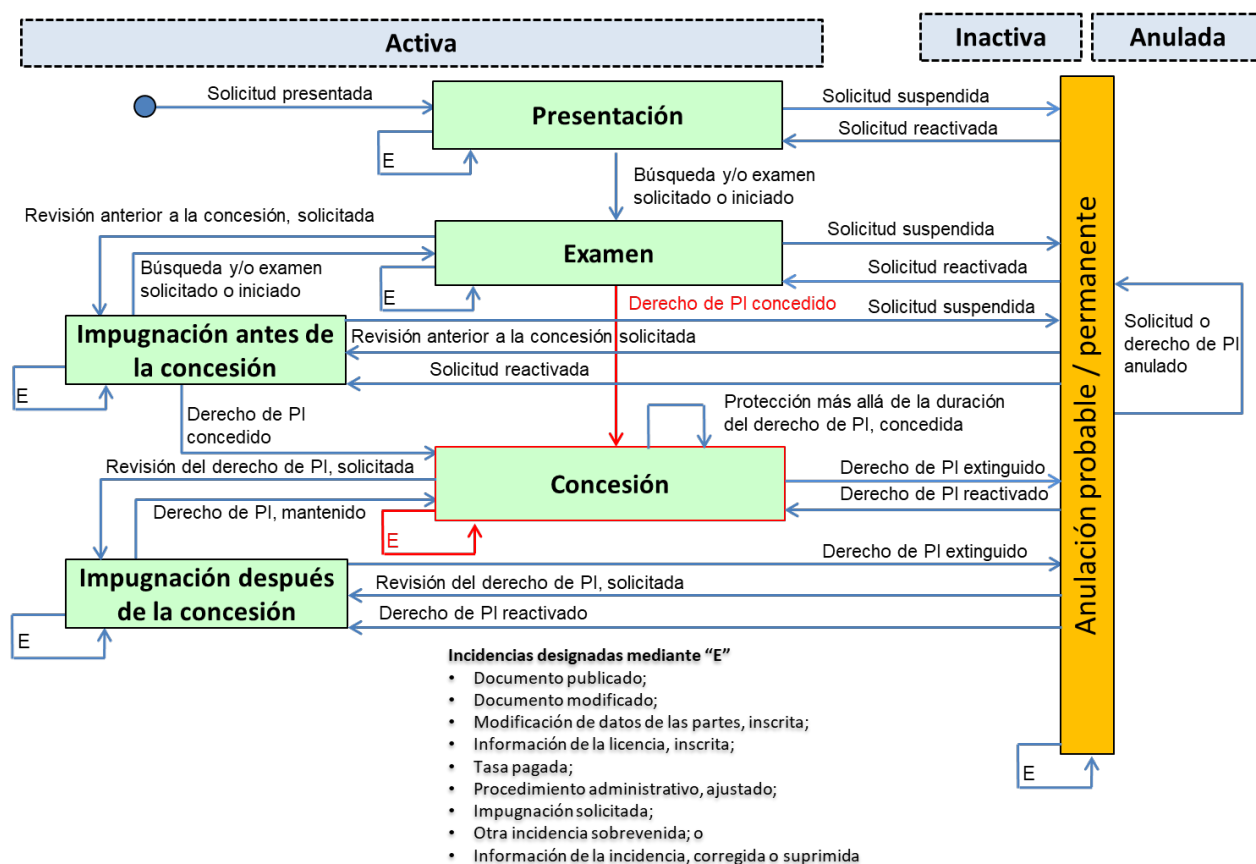 Activa
Inactiva
Anulada
Solicitud presentada
Presentación
Solicitud suspendida
Solicitud reactivada
E
Búsqueda y/o examen
solicitado o iniciado
Revisión anterior a la concesión, solicitada
Examen
Solicitud suspendida
Solicitud reactivada
Búsqueda y/o examen
solicitado o iniciado
E
Derecho de PI concedido
Solicitud suspendida
Impugnación antes de
la concesión
Revisión anterior a la concesión solicitada
Solicitud reactivada
E
Solicitud o
derecho de PI
anulado
Anulación probable / permanente
Derecho de PI
concedido
Protección más allá de la duración
del derecho de PI, concedida
Revisión del derecho de PI, solicitada
Concesión
Derecho de PI extinguido
Derecho de PI reactivado
Derecho de PI, mantenido
E
Derecho de PI extinguido
Impugnación después
de la concesión
Revisión del derecho de PI, solicitada
Derecho de PI reactivado
E
Incidencias designadas mediante “E”
• Documento publicado;
• Documento modificado;
• Modificación de datos de las partes, inscrita;
• Información de la licencia, inscrita;
• Tasa pagada;
• Procedimiento administrativo, ajustado;
• Impugnación solicitada;
• Otra incidencia sobrevenida; o
• Información de la incidencia, corregida o suprimida
E